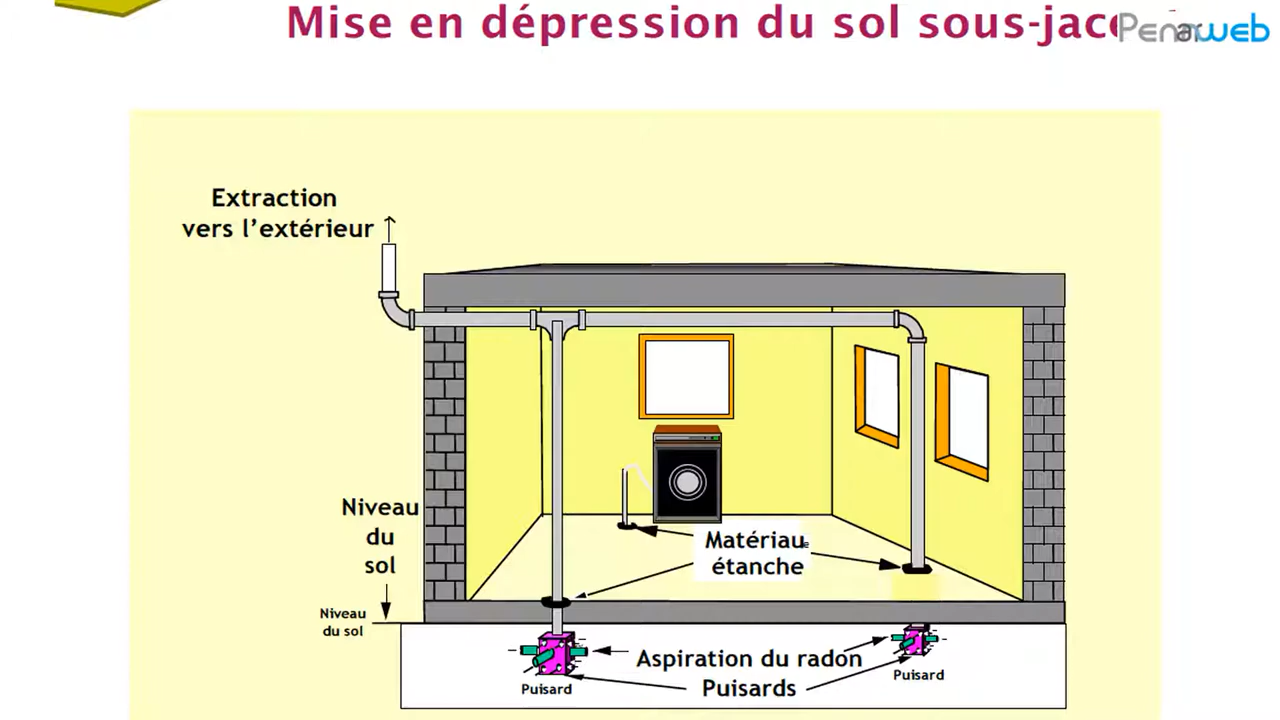 Mise en dépression du sol sous-jace
Penarweb
Extraction
vers l’extérieur
Niveau
du
sol
Niveau
du sol
Matériau
étanche
Aspiration du radon
Puisards
Puisard
Puisard